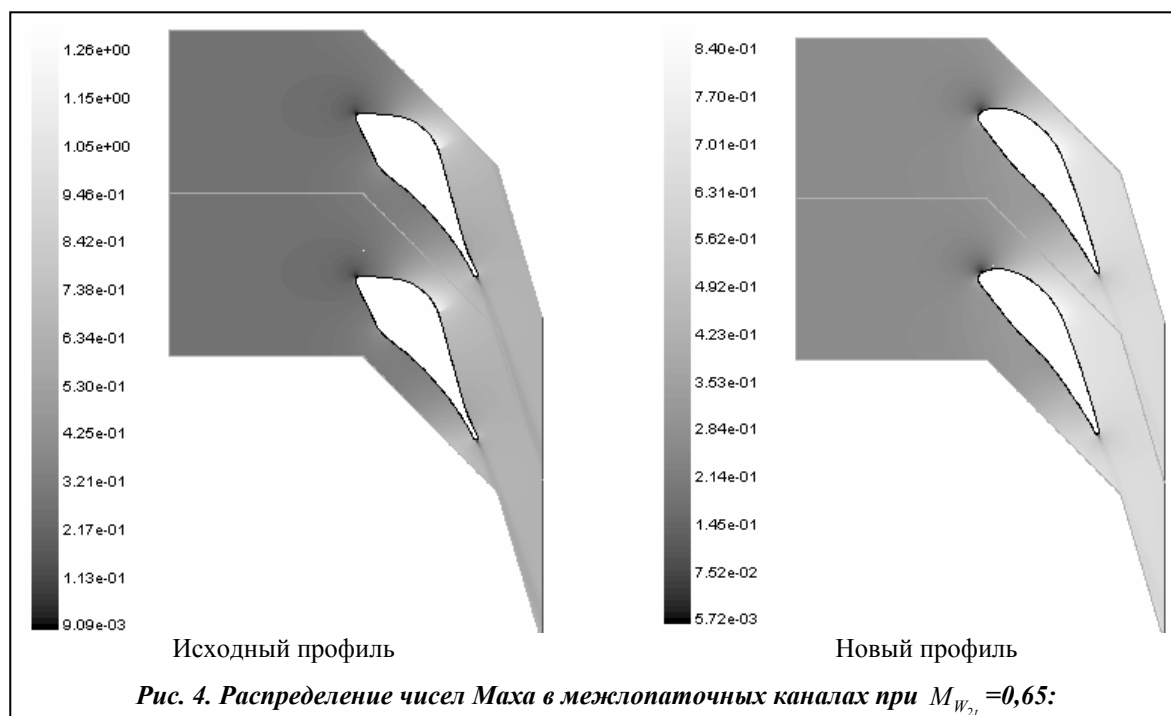 1.26e+00
1.15e+00
1.05e+00
9.46e-01
8.42e-01
7.38e-01
6.34e-01
5.30e-01
4.25e-01
3.21e-01
2.17e-01
1.13e-01
9.09e-03
Исходный профиль
8.40e-01
7.70e-01
7.01e-01
6.31e-01
5.62e-01
4.92e-01
4.23e-01
3.53e-01
2.84e-01
2.14e-01
1.45e-01
7.52e-02
5.72e-03
Новый профиль
Рис. 4. Распределение чисел Маха в межлопаточных каналах при M_{W_{2t}} =0,65: